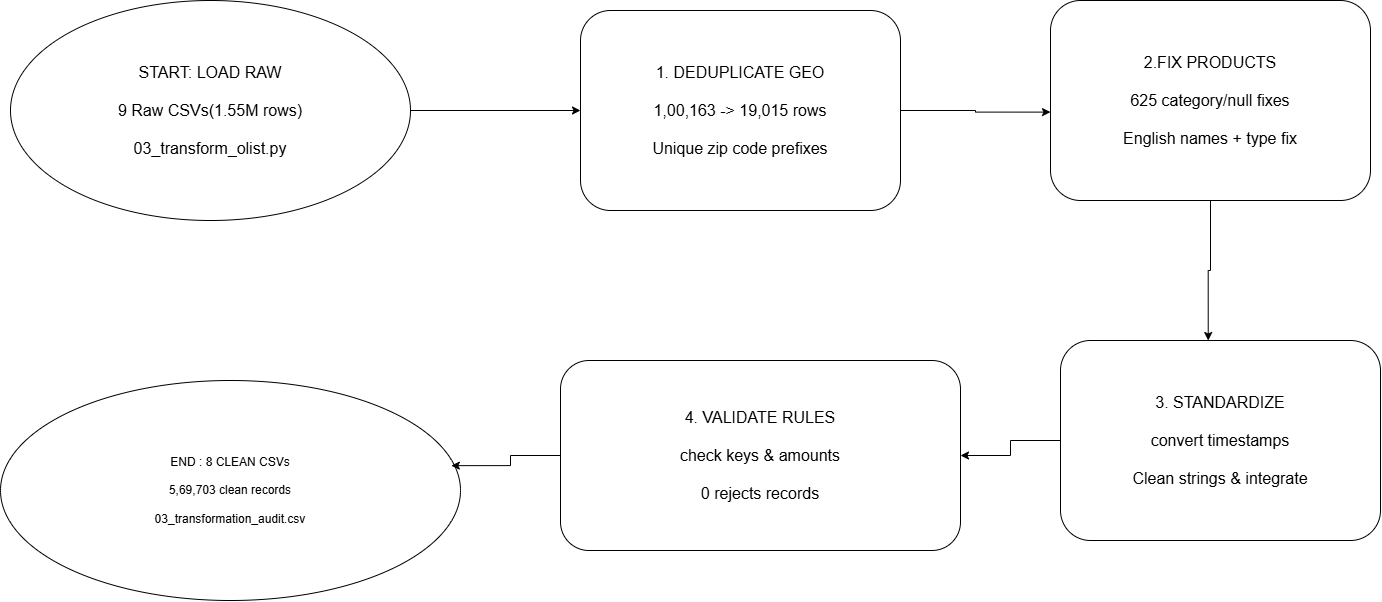 START: LOAD RAW
9 Raw CSVs(1.55M rows)
03_transform_olist.py
1. DEDUPLICATE GEO
1,00,163 -> 19,015 rows
Unique zip code prefixes
2.FIX PRODUCTS
625 category/null fixes
English names + type fix
3. STANDARDIZE
convert timestamps
Clean strings & integrate
4. VALIDATE RULES
check keys & amounts
0 rejects records
END : 8 CLEAN CSVs
5,69,703 clean records
03_transformation_audit.csv